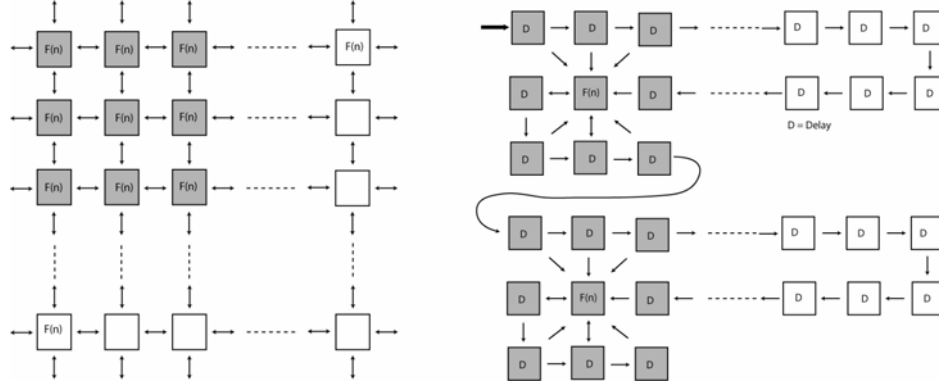 F(n) F(n) F(n) F(n)
F(n) F(n) F(n)
F(n) F(n) F(n)
F(n)
D D D D D D
D F(n) D D D D
D = Delay
D D D
D D D D D D
D F(n) D D D D
D D D